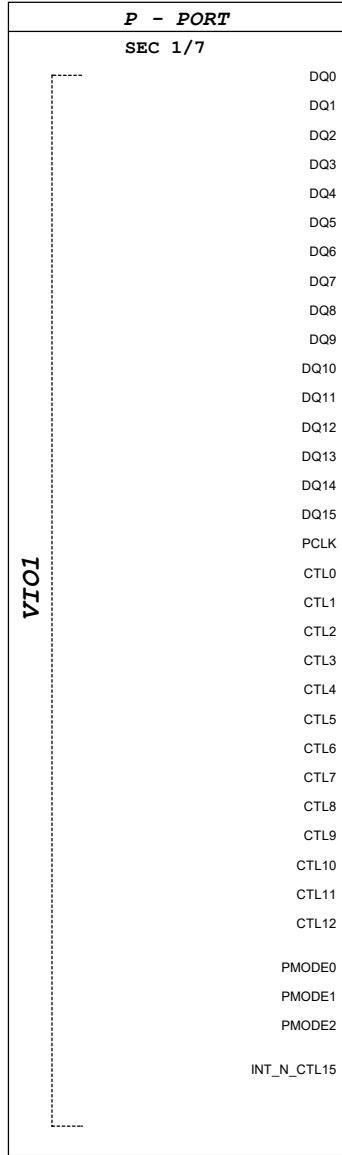 P - PORT
SEC 1/7
DQ0
DQ1
DQ2
DQ3
DQ4
DQ5
DQ6
DQ7
DQ8
DQ9
DQ10
DQ11
DQ12
DQ13
DQ14
DQ15
PCLK
VIO1
CTL0
CTL1
CTL2
CTL3
CTL4
CTL5
CTL6
CTL7
CTL8
CTL9
CTL10
CTL11
CTL12
PMODE0
PMODE1
PMODE2
INT_N_CTL15